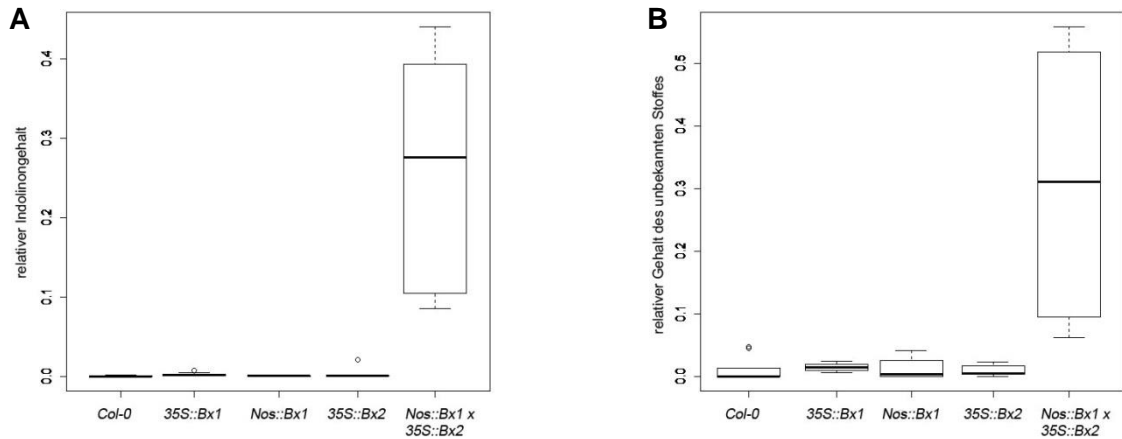 A
relativer Indolinongehalt
0.4
0.3
0.2
0.1
0.0
Col-0 35S::Bx1 Nos::Bx1 35S::Bx2 Nos::Bx1 x
35S::Bx2
B
relativer Gehalt des unbekannten Stoffes
0.5
0.4
0.3
0.2
0.1
0.0
Col-0 35S::Bx1 Nos::Bx1 35S::Bx2 Nos::Bx1 x
35S::Bx2